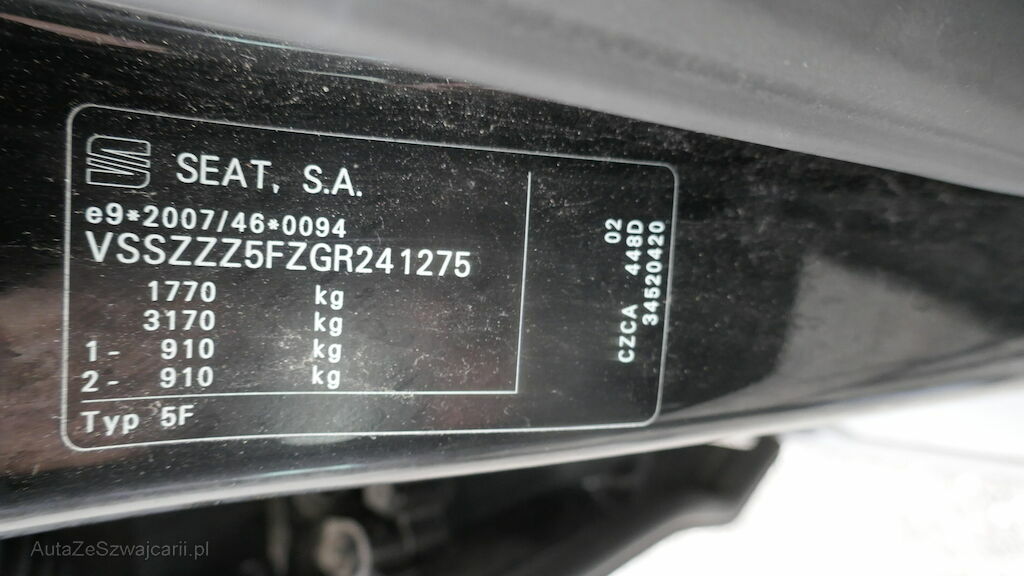 SEAT, S.A.
e9*2007/46*0094
VSSZZZ5FZGR241275
1770 kg
3170 kg
1- 910 kg
2- 910 kg
Typ 5F
02
CZCA 448D
34520420
AutaZeSzwajcarii.pl